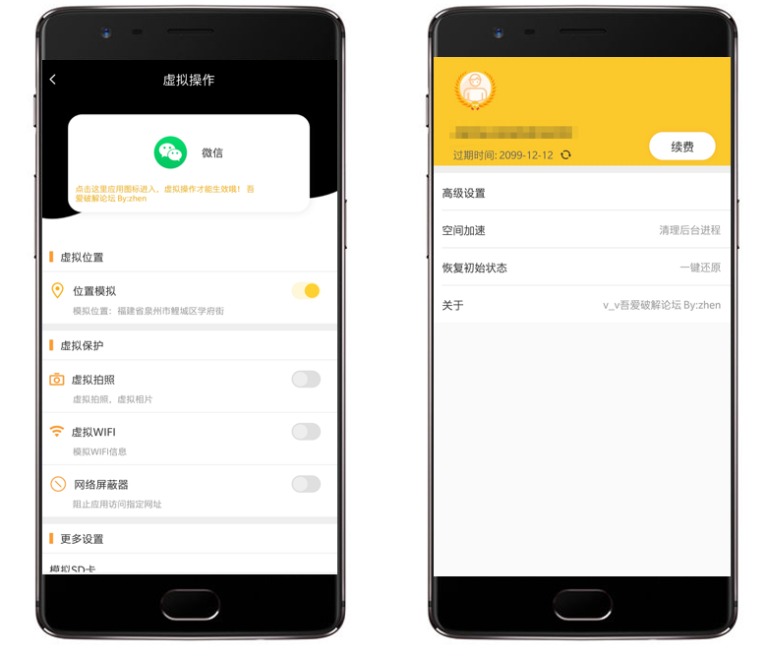 虚拟操作
微信
点击这里应用图标进入，虚拟操作才能生效哦！吾
爱破解论坛 By:zhen
虚拟位置
位置模拟
模拟位置：福建省泉州市鲤城区学府街
虚拟保护
虚拟拍照
虚拟拍照，虚拟相片
虚拟WIFI
模拟WIFI信息
网络屏蔽器
阻止应用访问指定网址
更多设置
模拟SD卡
过期时间: 2099-12-12
续费
高级设置
空间加速 清理后台进程
恢复初始状态 一键还原
关于 v_v吾爱破解论坛 By:zhen